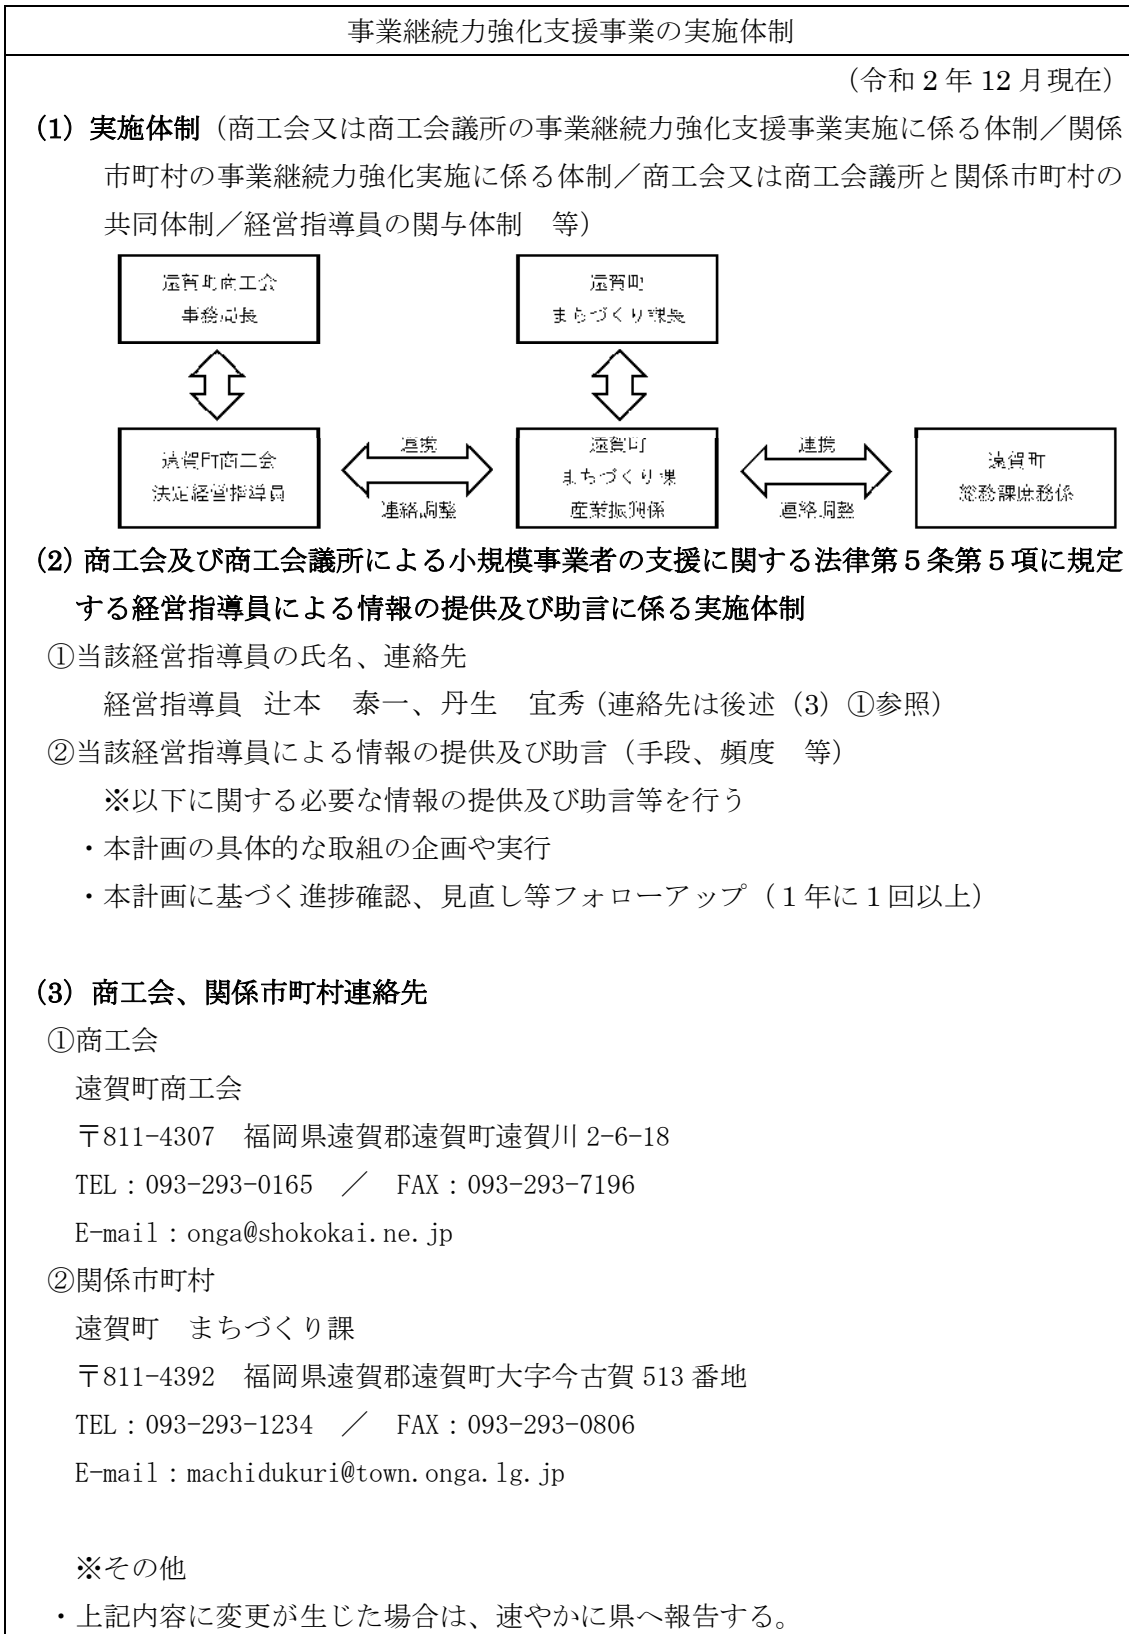 事業継続力強化支援事業の実施体制
（令和 2 年 12 月現在）
(1) 実施体制（商工会又は商工会議所の事業継続力強化支援事業実施に係る体制／関係
市町村の事業継続力強化実施に係る体制／商工会又は商工会議所と関係市町村の
共同体制／経営指導員の関与体制　等）
遠賀町商工会
事務局長
遠賀町
まちづくり課長
遠賀町商工会
法定経営指導員
連携
連絡調整
遠賀町
まちづくり課
産業振興係
連携
連絡調整
遠賀町
総務課庶務係
(2) 商工会及び商工会議所による小規模事業者の支援に関する法律第５条第５項に規定
する経営指導員による情報の提供及び助言に係る実施体制
①当該経営指導員の氏名、連絡先
経営指導員　辻本　泰一、丹生　宜秀（連絡先は後述（3）①参照）
②当該経営指導員による情報の提供及び助言（手段、頻度　等）
※以下に関する必要な情報の提供及び助言等を行う
・本計画の具体的な取組の企画や実行
・本計画に基づく進捗確認、見直し等フォローアップ（１年に１回以上）
(3) 商工会、関係市町村連絡先
①商工会
遠賀町商工会
〒811-4307　福岡県遠賀郡遠賀町遠賀川 2-6-18
TEL：093-293-0165　／　FAX：093-293-7196
E-mail：onga@shokokai.ne.jp
②関係市町村
遠賀町　まちづくり課
〒811-4392　福岡県遠賀郡遠賀町大字今古賀 513 番地
TEL：093-293-1234　／　FAX：093-293-0806
E-mail：machidukuri@town.onga.lg.jp
※その他
・上記内容に変更が生じた場合は、速やかに県へ報告する。